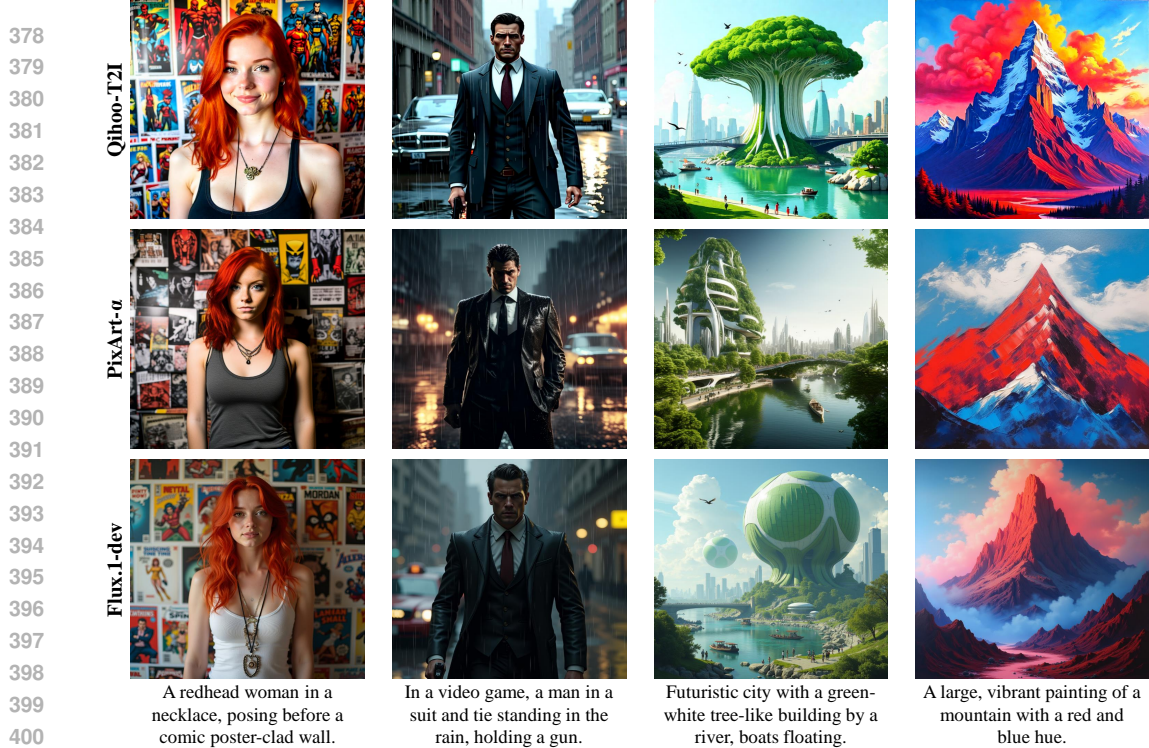 378
379
380
381
382
383
384
385
386
387
388
389
390
391
392
393
394
395
396
397
398
399
400
Qihoo-T2I
PixArt-α
Flux.1-dev
A redhead woman in a
necklace, posing before a
comic poster-clad wall.
In a video game, a man in a
suit and tie standing in the
rain, holding a gun.
Futuristic city with a green-
white tree-like building by a
river, boats floating.
A large, vibrant painting of a
mountain with a red and
blue hue.